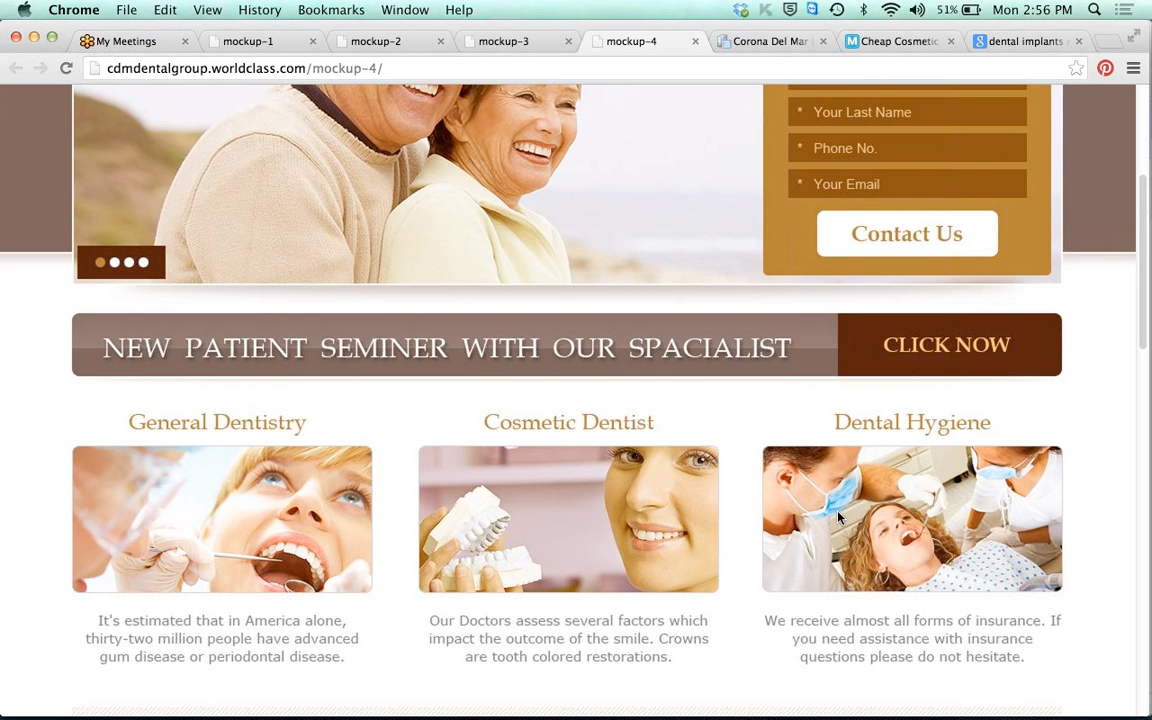 Chrome File Edit View History Bookmarks Window Help 51% Mon 2:56 PM
My Meetings mockup-1 mockup-2 mockup-3 mockup-4 Corona Del Mar Cheap Cosmetic dental implants
cdmdentalgroup.worldclass.com/mockup-4/
* Your Last Name
* Phone No.
* Your Email
Contact Us
NEW PATIENT SEMINER WITH OUR SPACIALIST
CLICK NOW
General Dentistry
Cosmetic Dentist
Dental Hygiene
It's estimated that in America alone,
thirty-two million people have advanced
gum disease or periodontal disease.
Our Doctors assess several factors which
impact the outcome of the smile. Crowns
are tooth colored restorations.
We receive almost all forms of insurance. If
you need assistance with insurance
questions please do not hesitate.